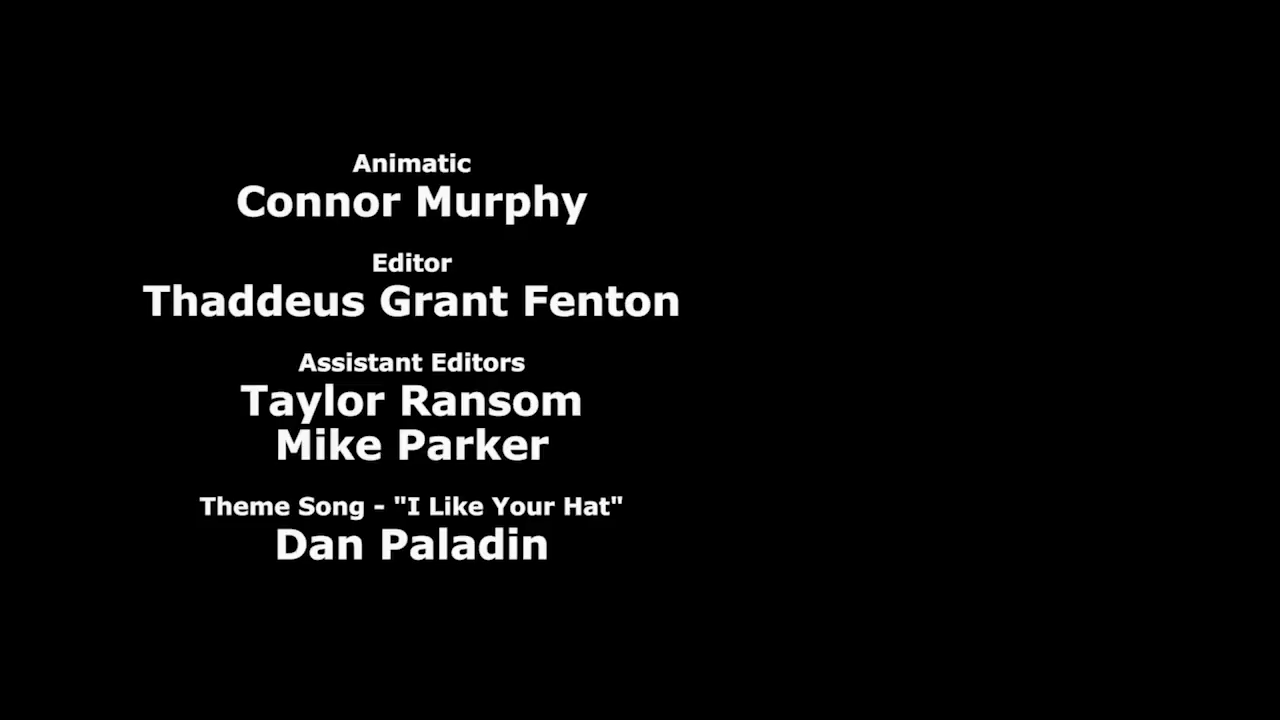 Animatic
Connor Murphy
Editor
Thaddeus Grant Fenton
Assistant Editors
Taylor Ransom
Mike Parker
Theme Song - "I Like Your Hat"
Dan Paladin